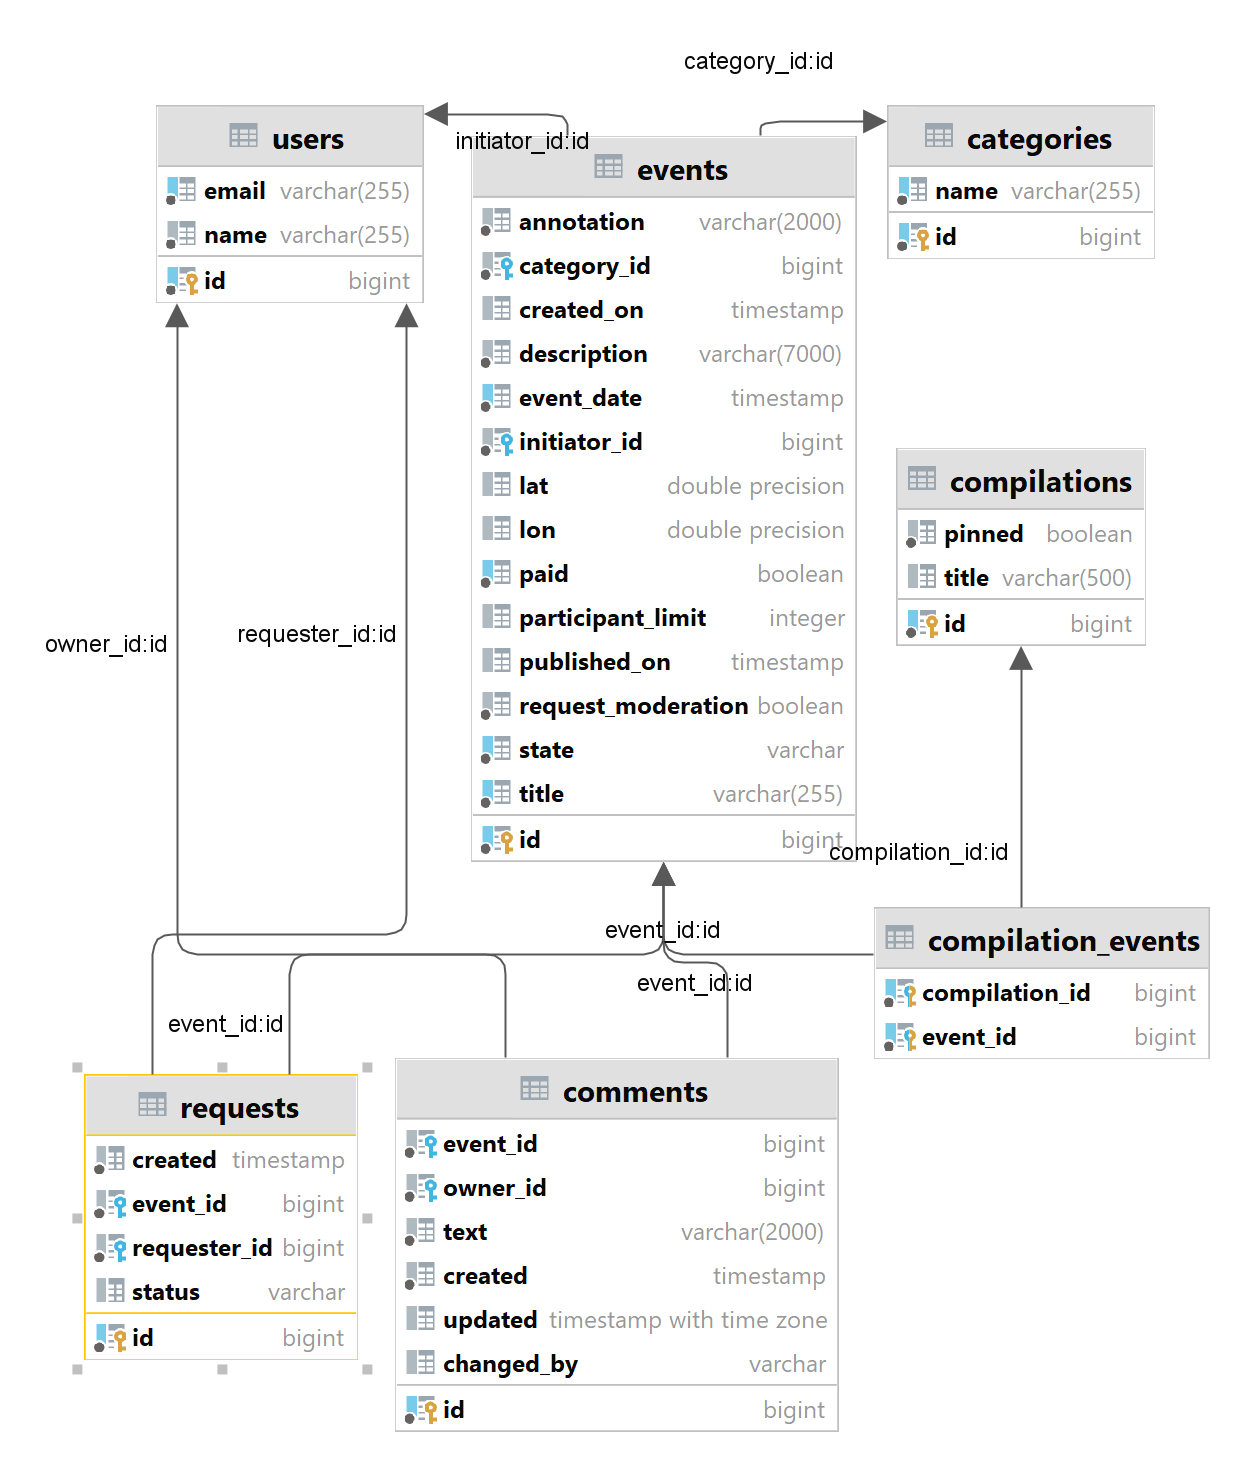 category_id:id
users
email varchar(255)
name varchar(255)
id bigint
initiator_id:id
events
annotation varchar(2000)
category_id bigint
created_on timestamp
description varchar(7000)
event_date timestamp
initiator_id bigint
lat double precision
lon double precision
paid boolean
participant_limit integer
published_on timestamp
request_moderation boolean
state varchar
title varchar(255)
id bigint
categories
name varchar(255)
id bigint
compilations
pinned boolean
title varchar(500)
id bigint
owner_id:id
requester_id:id
compilation_id:id
event_id:id
event_id:id
event_id:id
compilation_events
compilation_id bigint
event_id bigint
requests
created timestamp
event_id bigint
requester_id bigint
status varchar
id bigint
comments
event_id bigint
owner_id bigint
text varchar(2000)
created timestamp
updated timestamp with time zone
changed_by varchar
id bigint